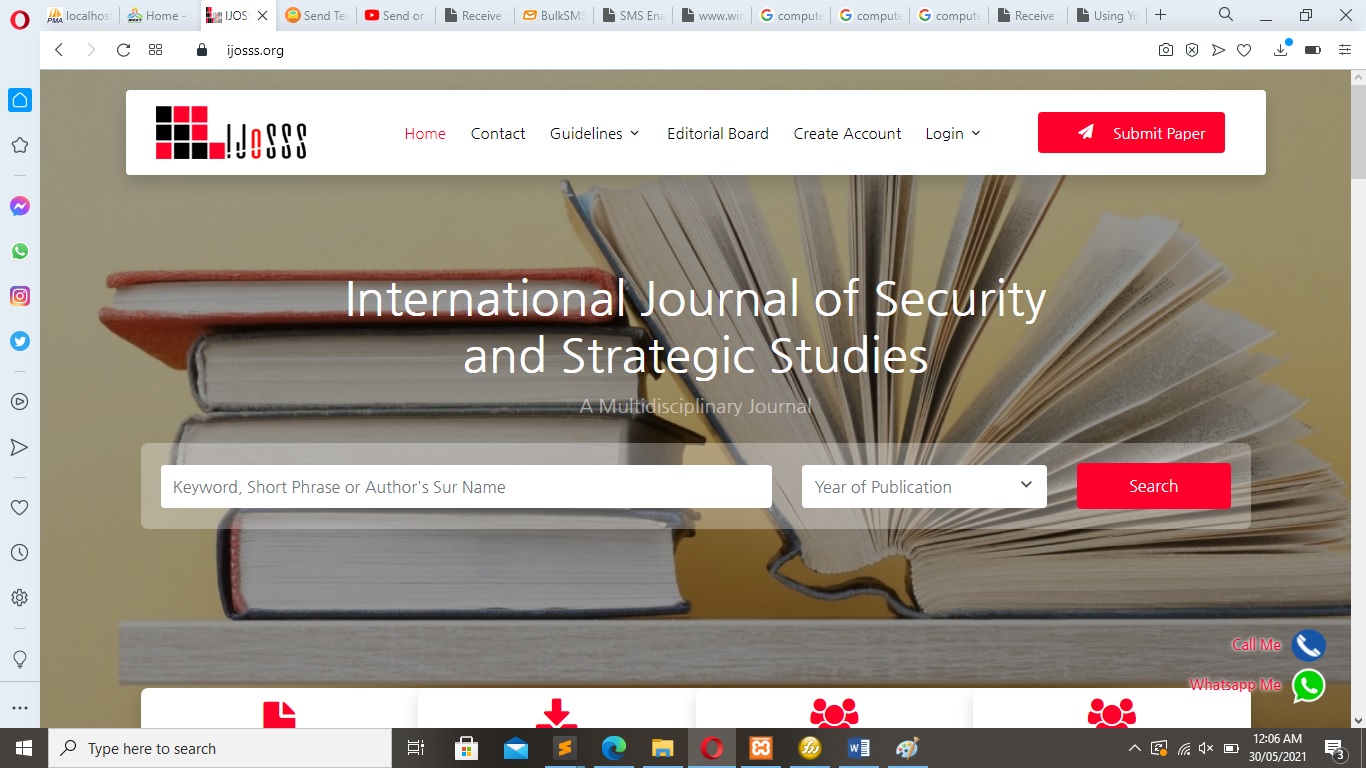 localhos
Home -
IJOS
Send Te
Send or
Receive
BulkSMS
SMS Ena
www.wir
compute
compute
compute
Receive
Using Yo
ijosss.org
IJoSSS
Home
Contact
Guidelines
Editorial Board
Create Account
Login
Submit Paper
International Journal of Security
and Strategic Studies
A Multidisciplinary Journal
Keyword, Short Phrase or Author's Sur Name
Year of Publication
Search
Call Me
Whatsapp Me
Type here to search
12:06 AM
30/05/2021
3